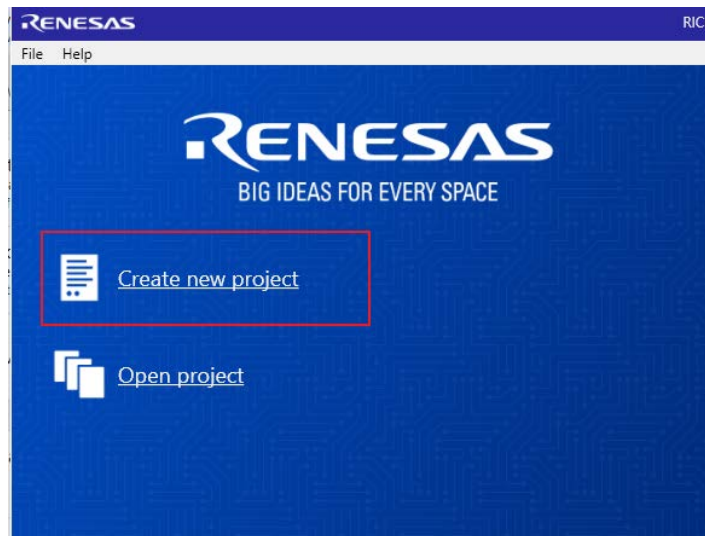 RENESAS
RIC
File Help
RENESAS
BIG IDEAS FOR EVERY SPACE
Create new project
Open project